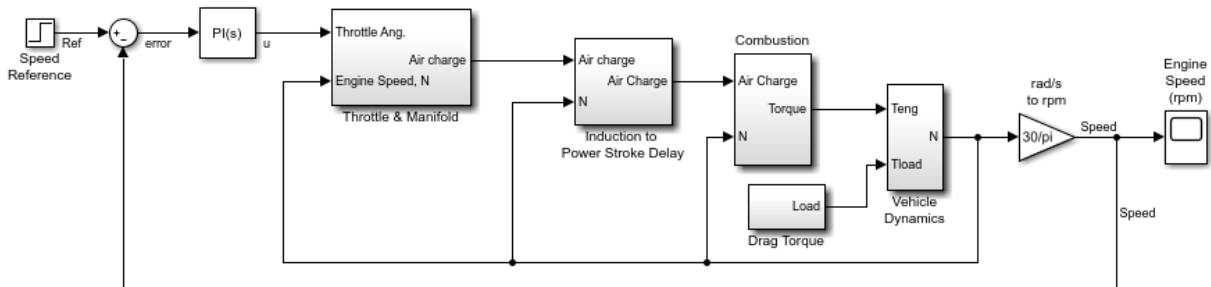 Speed
Reference
Ref
+
−
error
PI(s)
u
Throttle Ang.
Air charge
Engine Speed, N
Throttle & Manifold
Air charge
Air Charge
N
Induction to
Power Stroke Delay
Combustion
Air Charge
Torque
N
Load
Drag Torque
Teng
N
Tload
Vehicle
Dynamics
rad/s
to rpm
30/pi
Speed
Speed
Engine
Speed
(rpm)